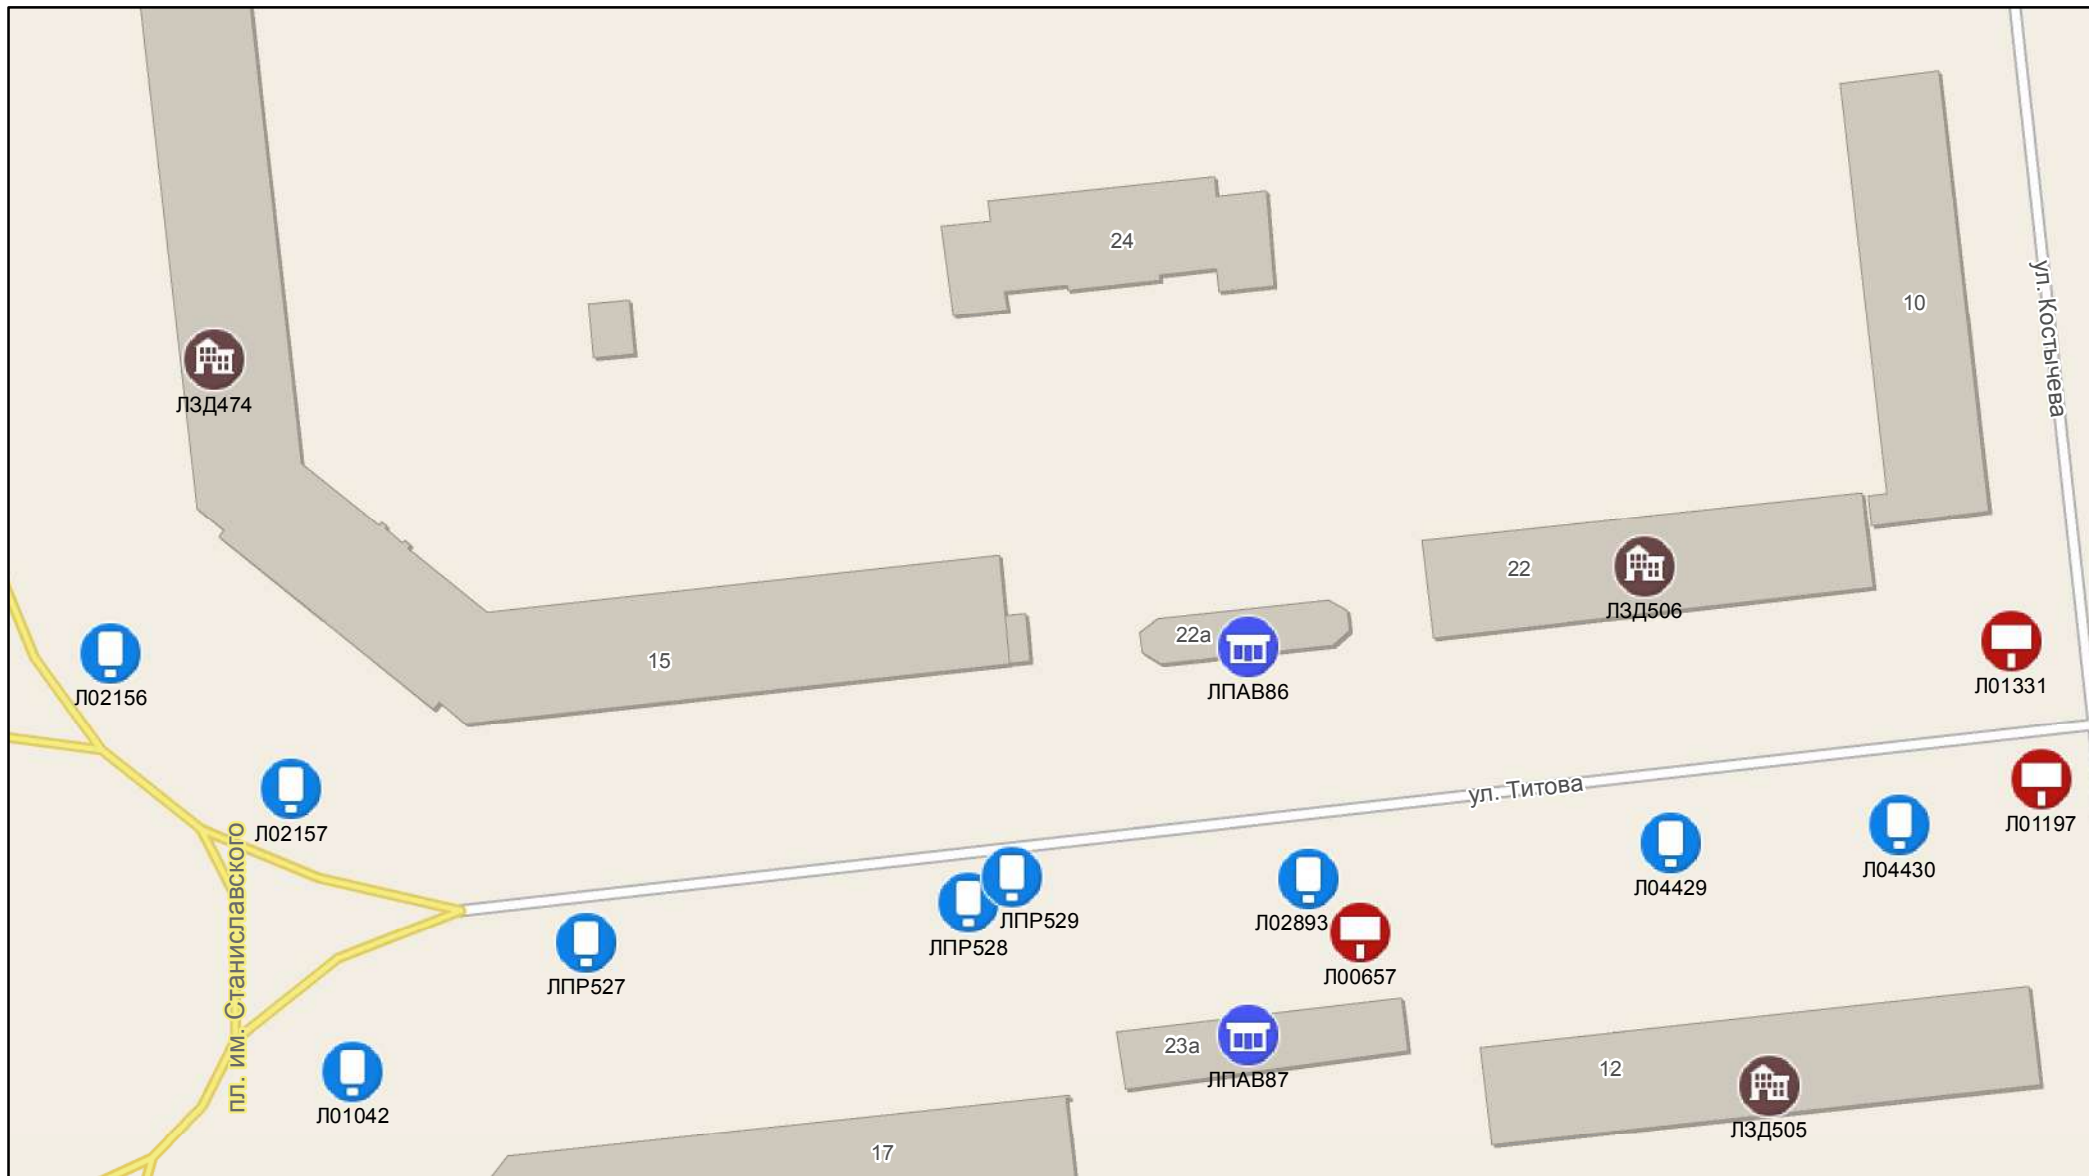 24
10
ул. Костычева
ЛЗД474
22
ЛЗД506
22а
15
ЛПАВ86
Л01331
Л02156
ул. Титова
Л02157
Л01197
Л04430
Л04429
пл. им. Станиславского
Л02893
ЛПР529
ЛПР528
Л00657
ЛПР527
23а
12
ЛПАВ87
Л01042
ЛЗД505
17